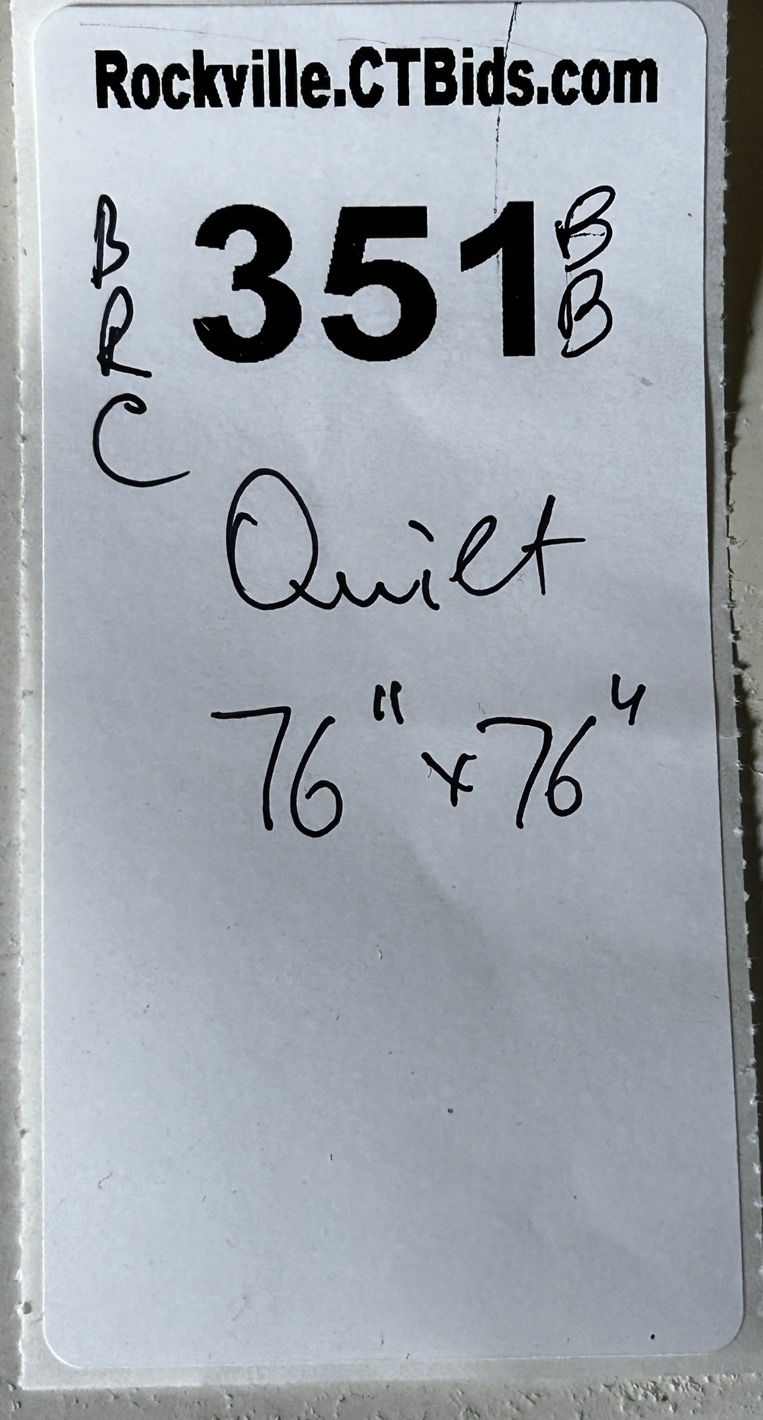 Rockville.CTBids.com
B 351 B
R B
C
Quilt
76" x 76"